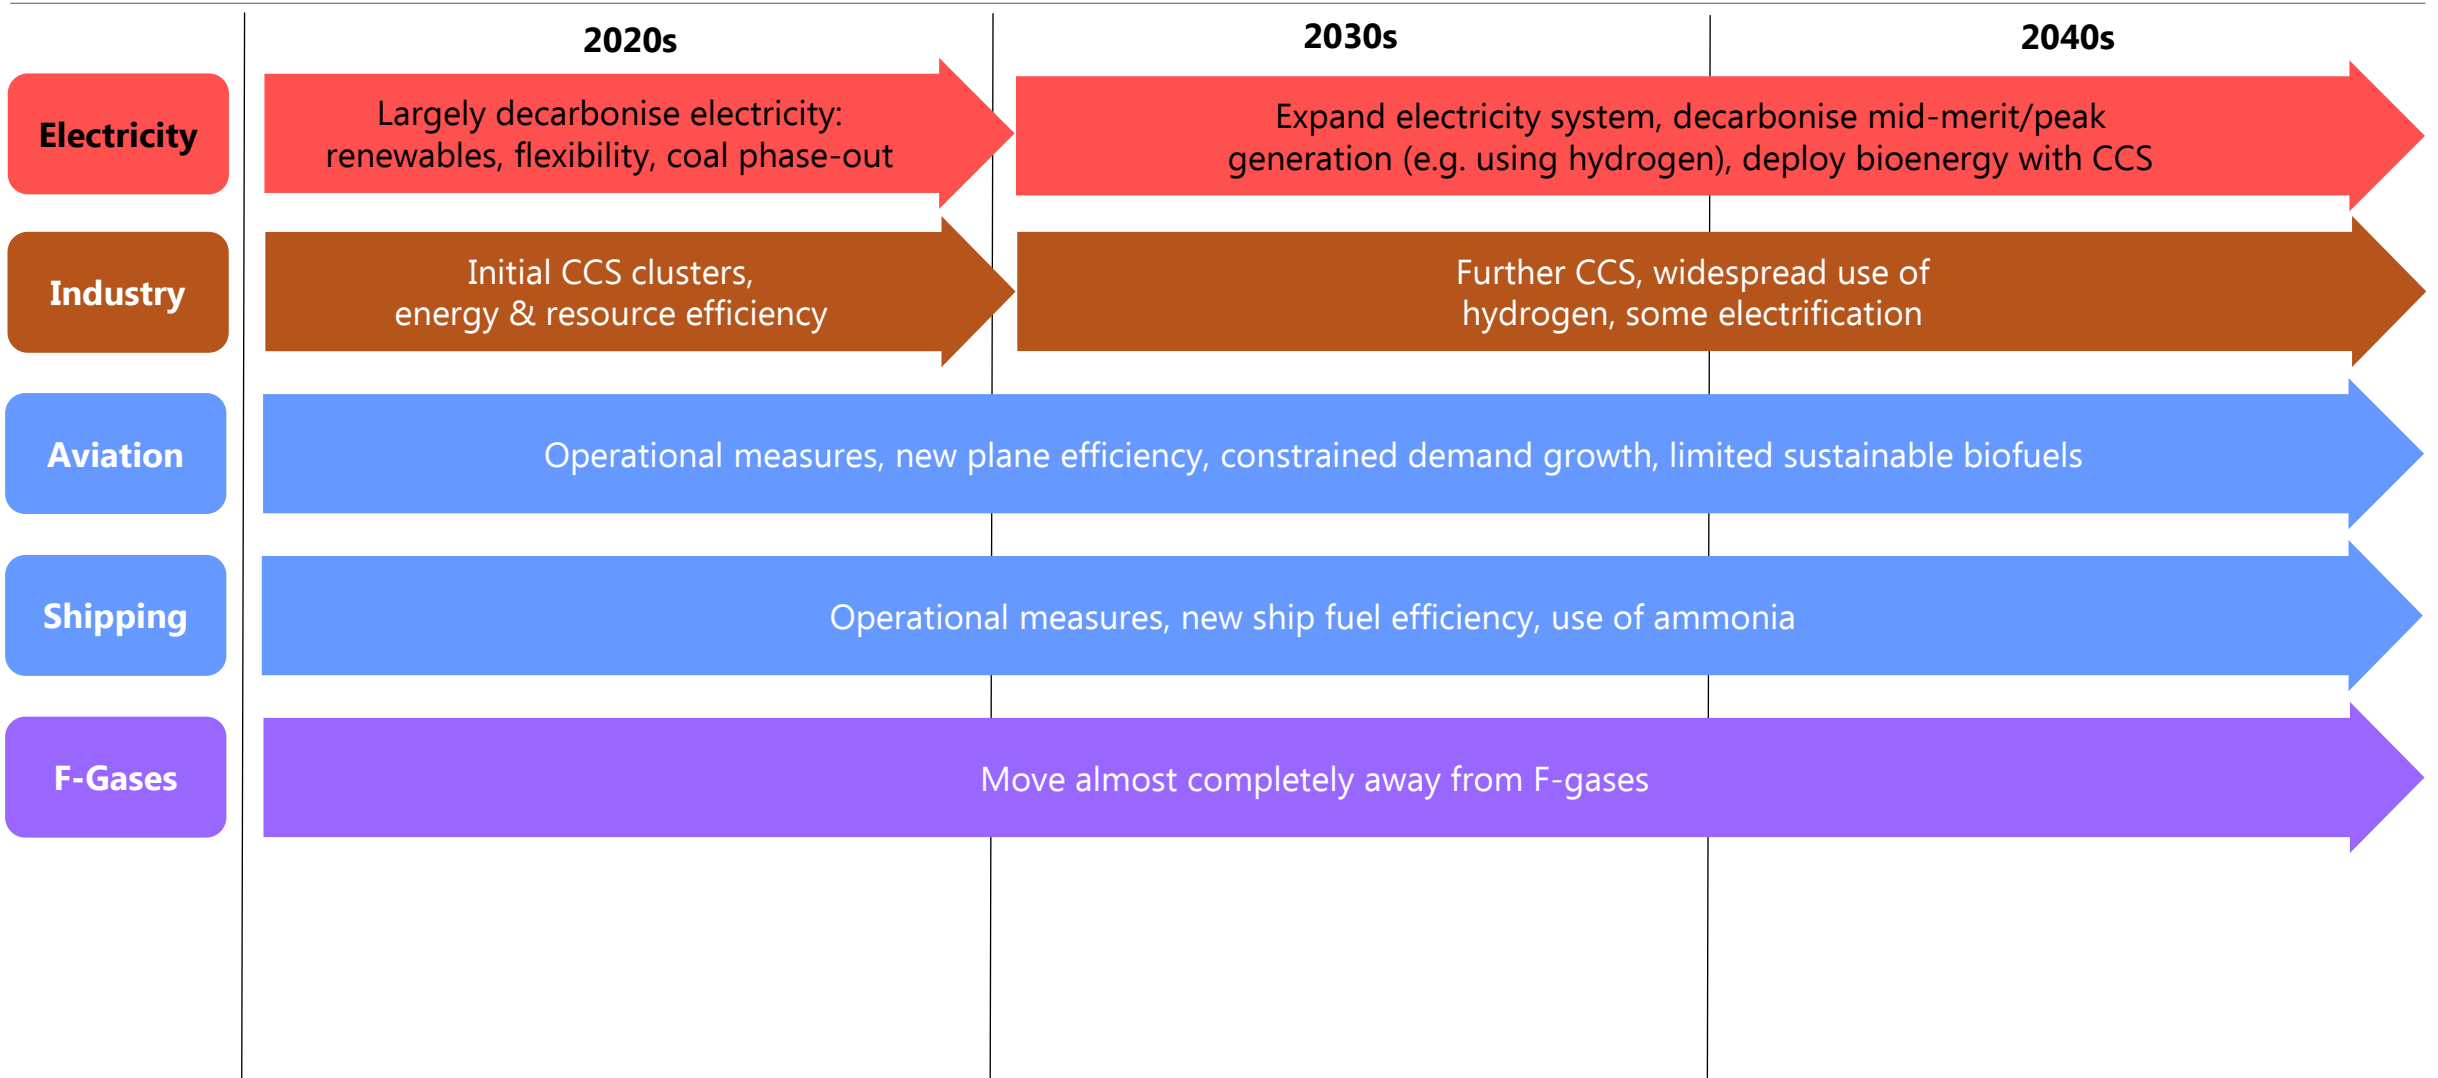 2020s
2030s
2040s
Electricity
Largely decarbonise electricity:
renewables, flexibility, coal phase-out
Expand electricity system, decarbonise mid-merit/peak
generation (e.g. using hydrogen), deploy bioenergy with CCS
Industry
Initial CCS clusters,
energy & resource efficiency
Further CCS, widespread use of
hydrogen, some electrification
Aviation
Operational measures, new plane efficiency, constrained demand growth, limited sustainable biofuels
Shipping
Operational measures, new ship fuel efficiency, use of ammonia
F-Gases
Move almost completely away from F-gases